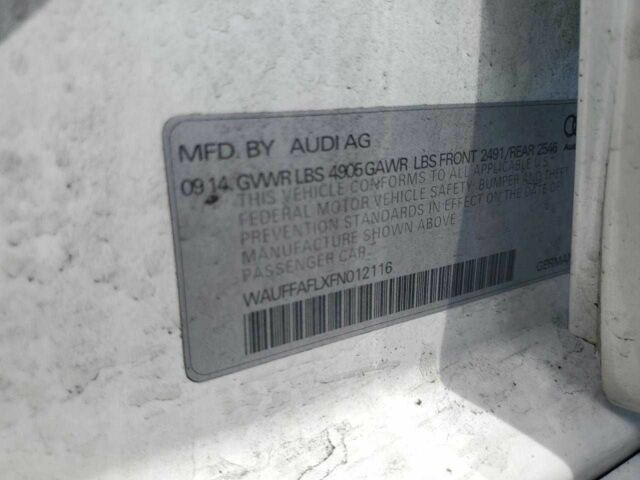 MFD. BY AUDI AG
09.14. GVWR LBS 4905 GAWR LBS FRONT 2491/REAR 2546
THIS VEHICLE CONFORMS TO ALL APPLICABLE U.S.
FEDERAL MOTOR VEHICLE SAFETY, BUMPER AND THEFT
PREVENTION STANDARDS IN EFFECT ON THE DATE OF
MANUFACTURE SHOWN ABOVE.
PASSENGER CAR
WAUFFAFLXFN012116
GERMAN